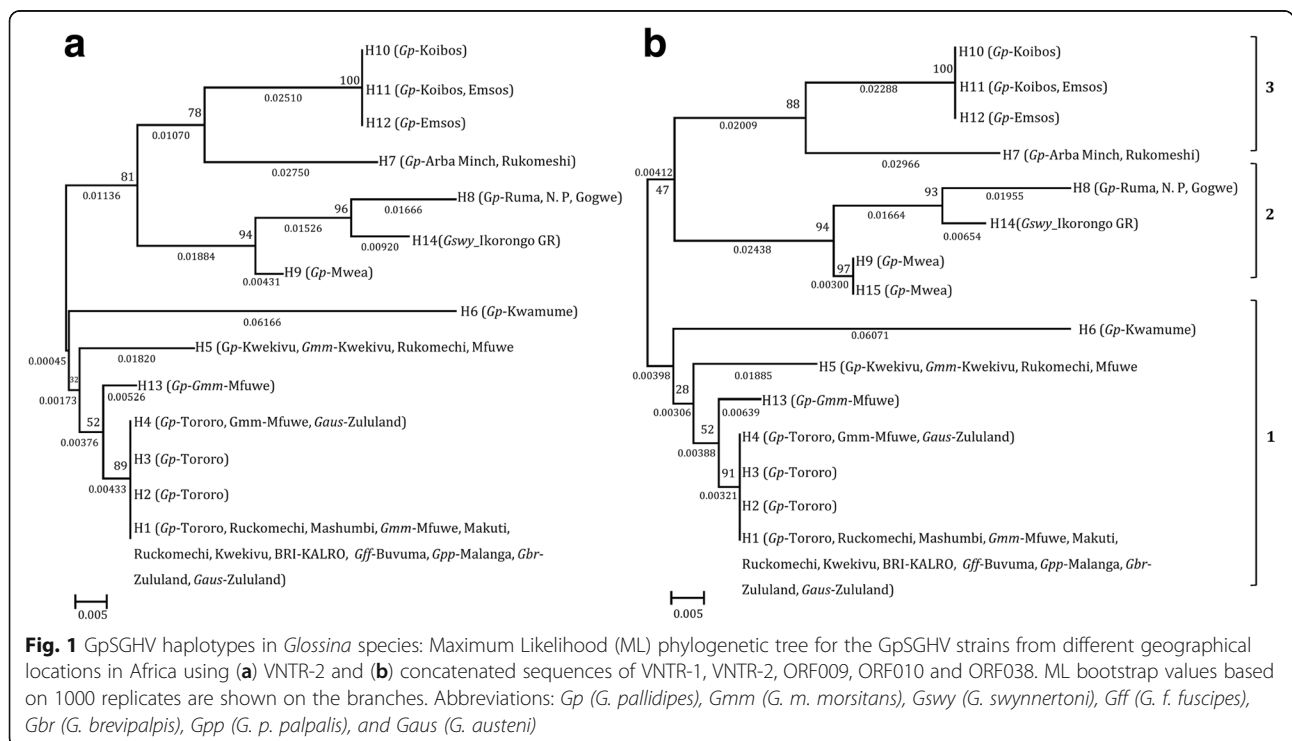 a
H10 (Gp-Koibos)
100
H11 (Gp-Koibos, Emsos)
0.02510
78
H12 (Gp-Emsos)
0.01070
H7 (Gp-Arba Minch, Rukomeshi)
0.02750
81
0.01136
H8 (Gp-Ruma, N. P, Gogwe)
96
0.01666
0.01526
94
H14(Gswy_Ikorongo GR)
0.00920
0.01884
H9 (Gp-Mwea)
0.00431
H6 (Gp-Kwamume)
0.06166
0.00045
H5 (Gp-Kwekivu, Gmm-Kwekivu, Rukomechi, Mfuwe
0.01820
32
0.00173
H13 (Gp-Gmm-Mfuwe)
0.00526
52
0.00376
H4 (Gp-Tororo, Gmm-Mfuwe, Gaus-Zululand)
89
H3 (Gp-Tororo)
0.00433
H2 (Gp-Tororo)
H1 (Gp-Tororo, Ruckomechi, Mashumbi, Gmm-Mfuwe, Makuti,
Ruckomechi, Kwekivu, BRI-KALRO, Gff-Buvuma, Gpp-Malanga, Gbr-
Zululand, Gaus-Zululand)
0.005
b
H10 (Gp-Koibos)
100
H11 (Gp-Koibos, Emsos)
0.02288
88
H12 (Gp-Emsos)
0.02009
3
H7 (Gp-Arba Minch, Rukomeshi)
0.02966
0.00412
47
H8 (Gp-Ruma, N. P, Gogwe)
93
0.01955
0.01664
2
94
H14(Gswy_Ikorongo GR)
0.00654
0.02438
H9 (Gp-Mwea)
97
0.00300
H15 (Gp-Mwea)
H6 (Gp-Kwamume)
0.06071
0.00398
H5 (Gp-Kwekivu, Gmm-Kwekivu, Rukomechi, Mfuwe
28
0.01885
0.00306
H13 (Gp-Gmm-Mfuwe)
0.00639
52
0.00388
H4 (Gp-Tororo, Gmm-Mfuwe, Gaus-Zululand)
1
91
H3 (Gp-Tororo)
0.00321
H2 (Gp-Tororo)
H1 (Gp-Tororo, Ruckomechi, Mashumbi, Gmm-Mfuwe, Makuti,
Ruckomechi, Kwekivu, BRI-KALRO, Gff-Buvuma, Gpp-Malanga, Gbr-
Zululand, Gaus-Zululand)
0.005
Fig. 1 GpSGHV haplotypes in Glossina species: Maximum Likelihood (ML) phylogenetic tree for the GpSGHV strains from different geographical
locations in Africa using (a) VNTR-2 and (b) concatenated sequences of VNTR-1, VNTR-2, ORF009, ORF010 and ORF038. ML bootstrap values based
on 1000 replicates are shown on the branches. Abbreviations: Gp (G. pallidipes), Gmm (G. m. morsitans), Gswy (G. swynnertoni), Gff (G. f. fuscipes),
Gbr (G. brevipalpis), Gpp (G. p. palpalis), and Gaus (G. austeni)